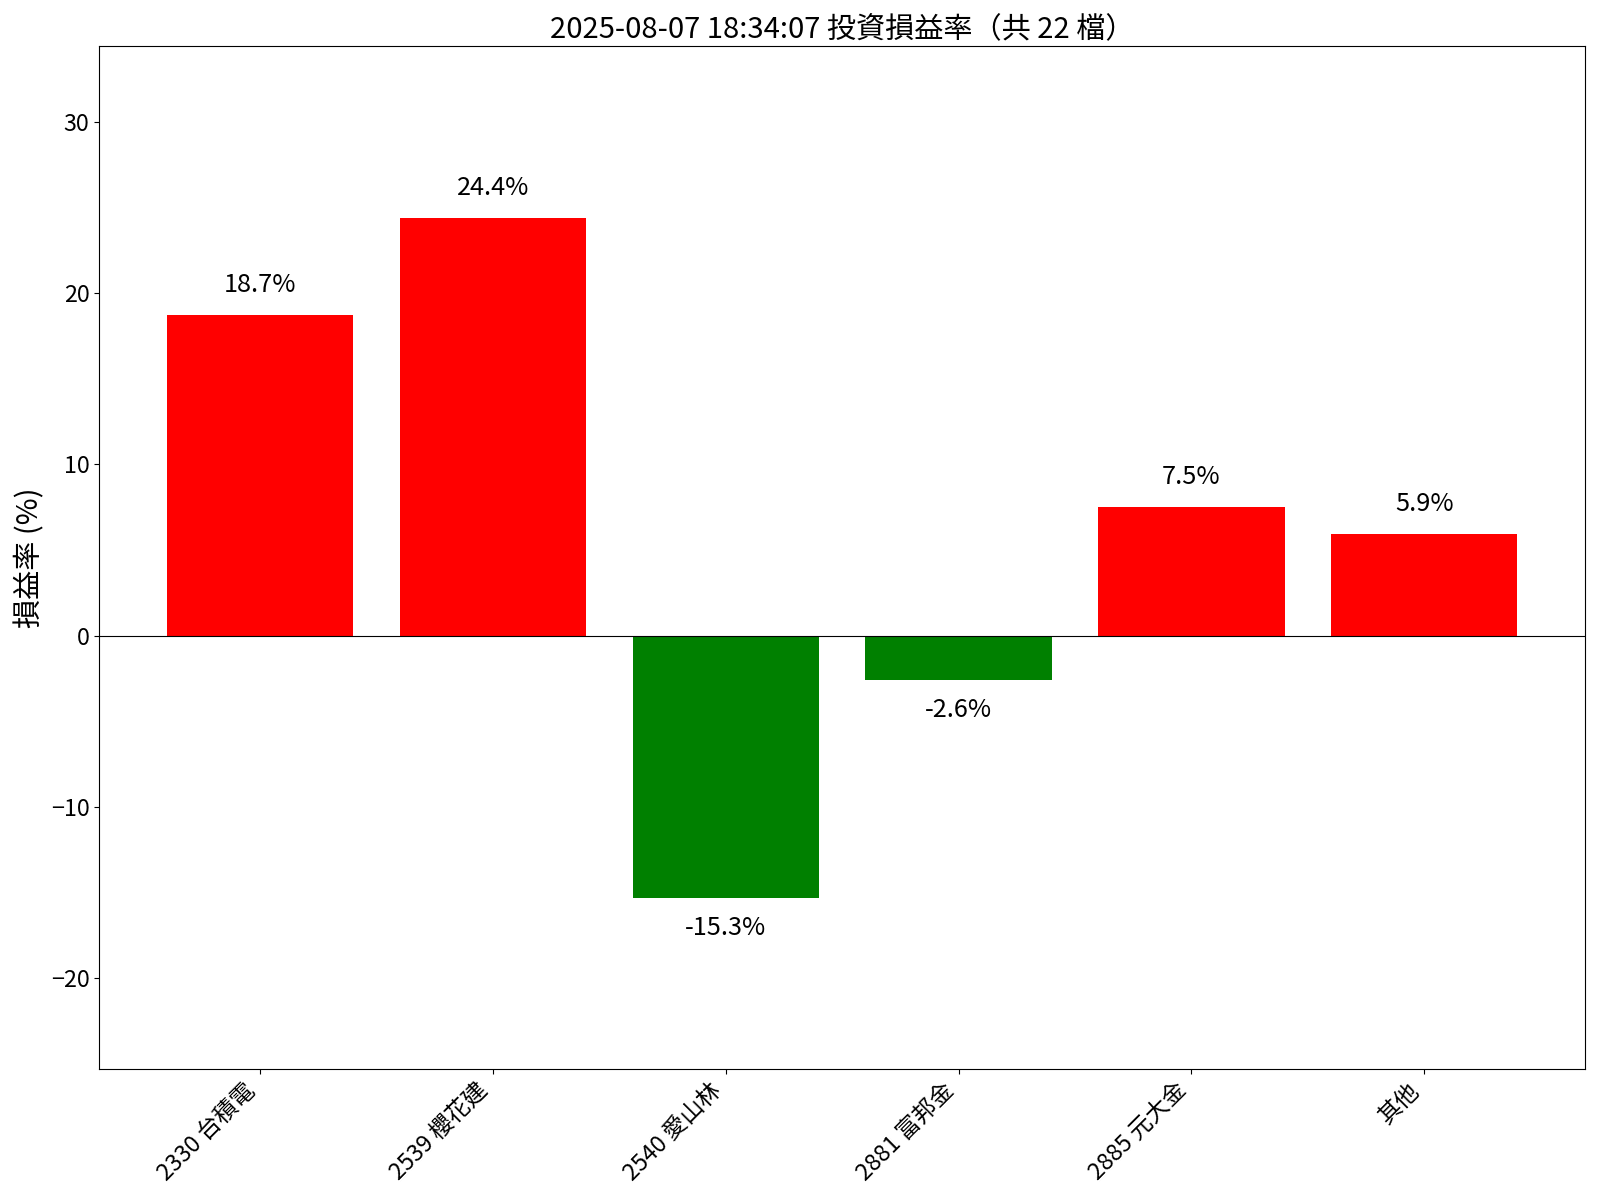 2025-08-07 18:34:07 投資損益率（共 22 檔）
損益率 (%)
30
20
10
0
−10
−20
18.7%
24.4%
-15.3%
-2.6%
7.5%
5.9%
2330 台積電
2539 櫻花建
2540 愛山林
2881 富邦金
2885 元大金
其他